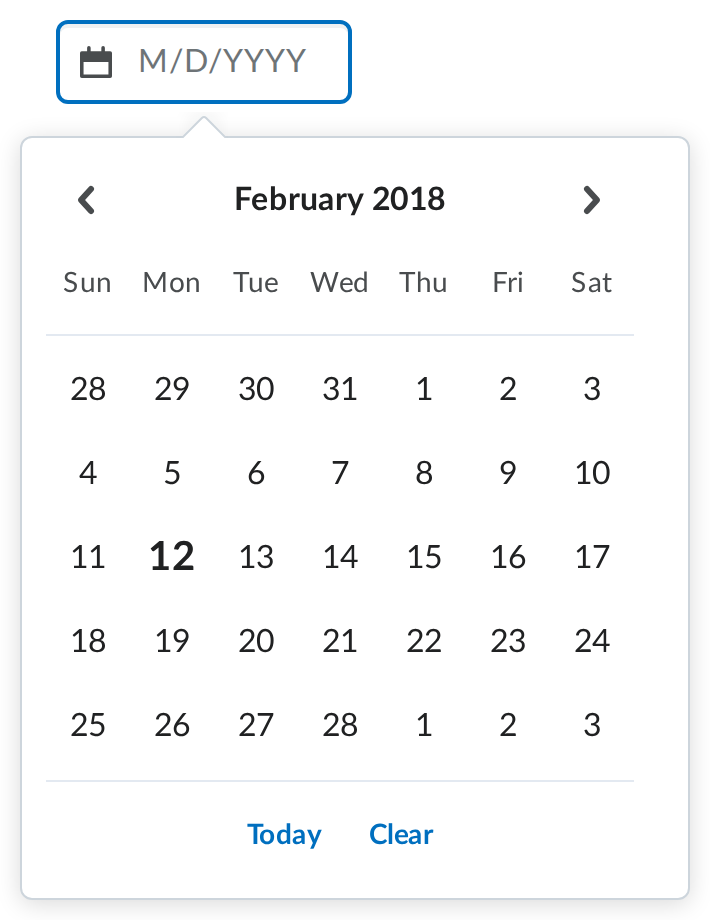 M/D/YYYY
February 2018
Sun Mon Tue Wed Thu Fri Sat
28 29 30 31 1 2 3
4 5 6 7 8 9 10
11 12 13 14 15 16 17
18 19 20 21 22 23 24
25 26 27 28 1 2 3
Today Clear